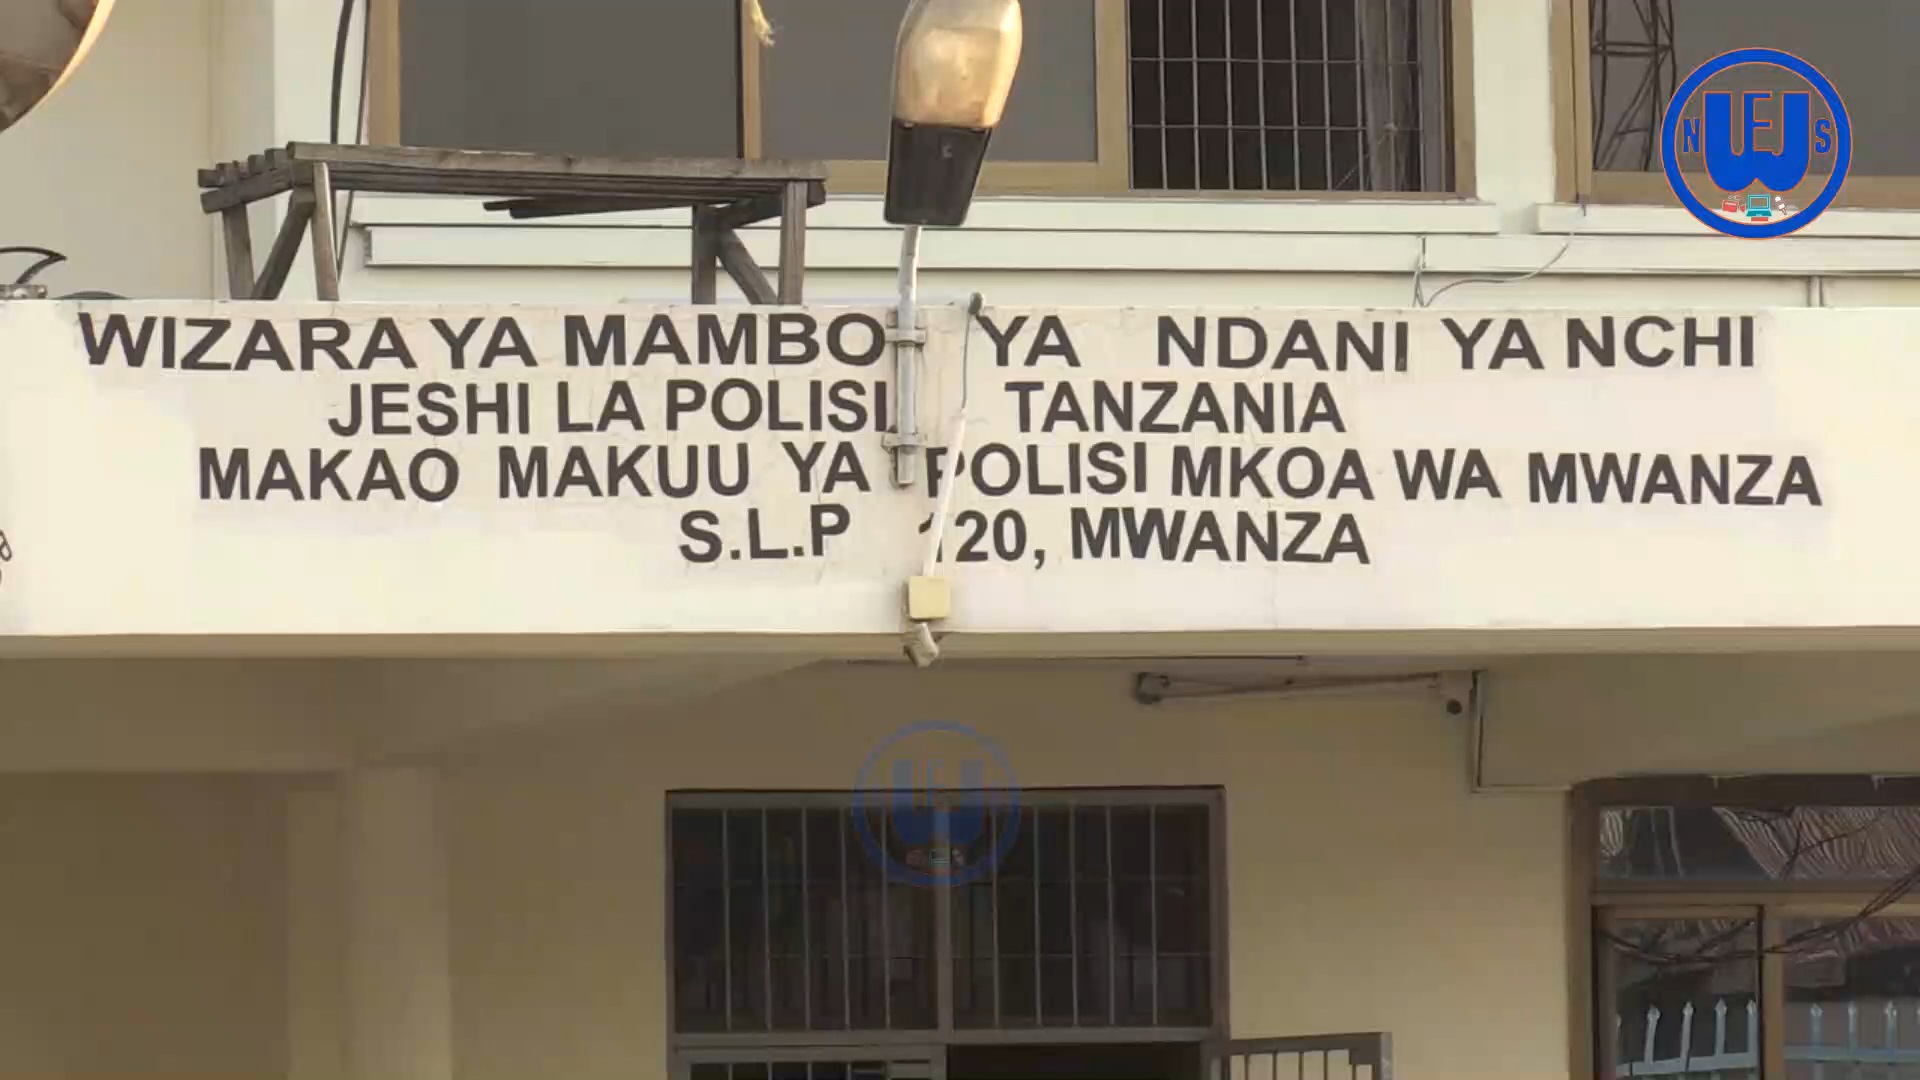 WIZARA YA MAMBO YA NDANI YA NCHI
JESHI LA POLISI TANZANIA
MAKAO MAKUU YA POLISI MKOA WA MWANZA
S.L.P 120, MWANZA